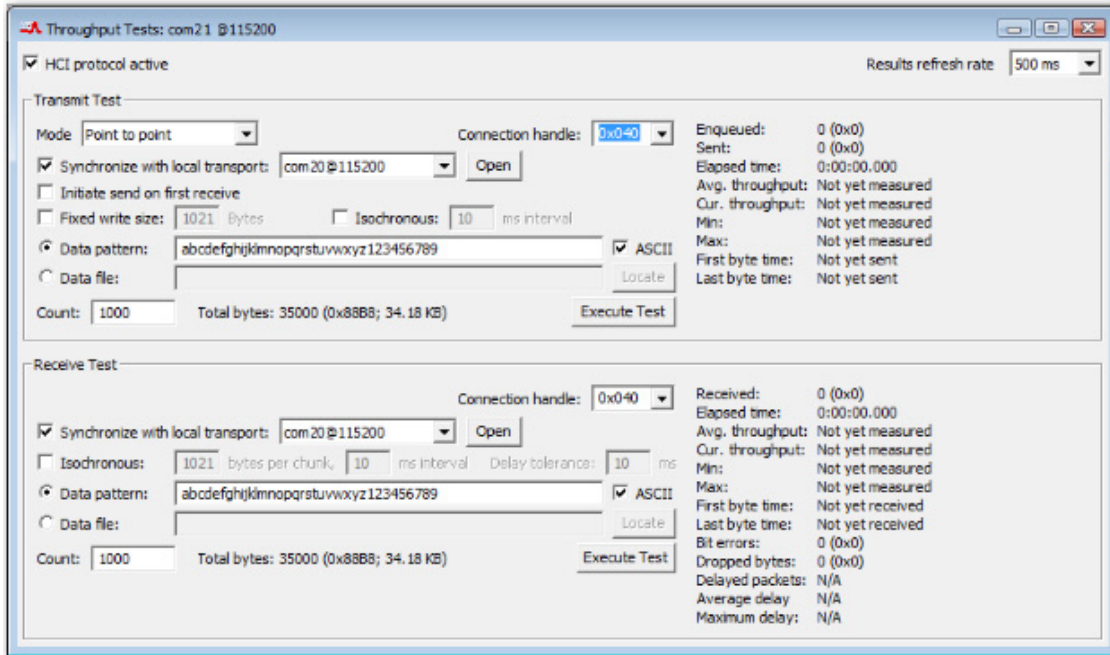 Throughput Tests: com21 @115200
HCI protocol active
Results refresh rate 500 ms
Transmit Test
Mode Point to point Connection handle: 0x040
Synchronize with local transport: com20@115200 Open
Initiate send on first receive
Fixed write size: 1021 Bytes Isochronous: 10 ms interval
Data pattern: abcdefghijklmnopqrstuvwxyz123456789 ASCII
Data file: Locate
Count: 1000 Total bytes: 35000 (0x88B8; 34.18 KB) Execute Test
Enqueued: 0 (0x0)
Sent: 0 (0x0)
Elapsed time: 0:00:00.000
Avg. throughput: Not yet measured
Cur. throughput: Not yet measured
Min: Not yet measured
Max: Not yet measured
First byte time: Not yet sent
Last byte time: Not yet sent
Receive Test
Connection handle: 0x040
Synchronize with local transport: com20@115200 Open
Isochronous: 1021 bytes per chunk, 10 ms interval Delay tolerance: 10 ms
Data pattern: abcdefghijklmnopqrstuvwxyz123456789 ASCII
Data file: Locate
Count: 1000 Total bytes: 35000 (0x88B8; 34.18 KB) Execute Test
Received: 0 (0x0)
Elapsed time: 0:00:00.000
Avg. throughput: Not yet measured
Cur. throughput: Not yet measured
Min: Not yet measured
Max: Not yet measured
First byte time: Not yet received
Last byte time: Not yet received
Bit errors: 0 (0x0)
Dropped bytes: 0 (0x0)
Delayed packets: N/A
Average delay N/A
Maximum delay: N/A